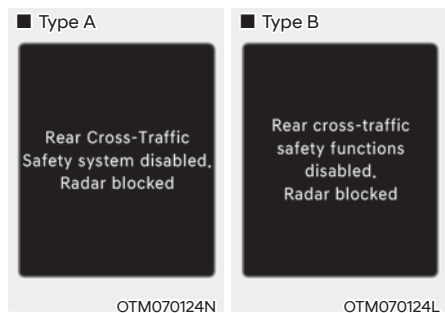 ■ Type A
Rear Cross-Traffic
Safety system disabled.
Radar blocked
OTM070124N
■ Type B
Rear cross-traffic
safety functions
disabled.
Radar blocked
OTM070124L